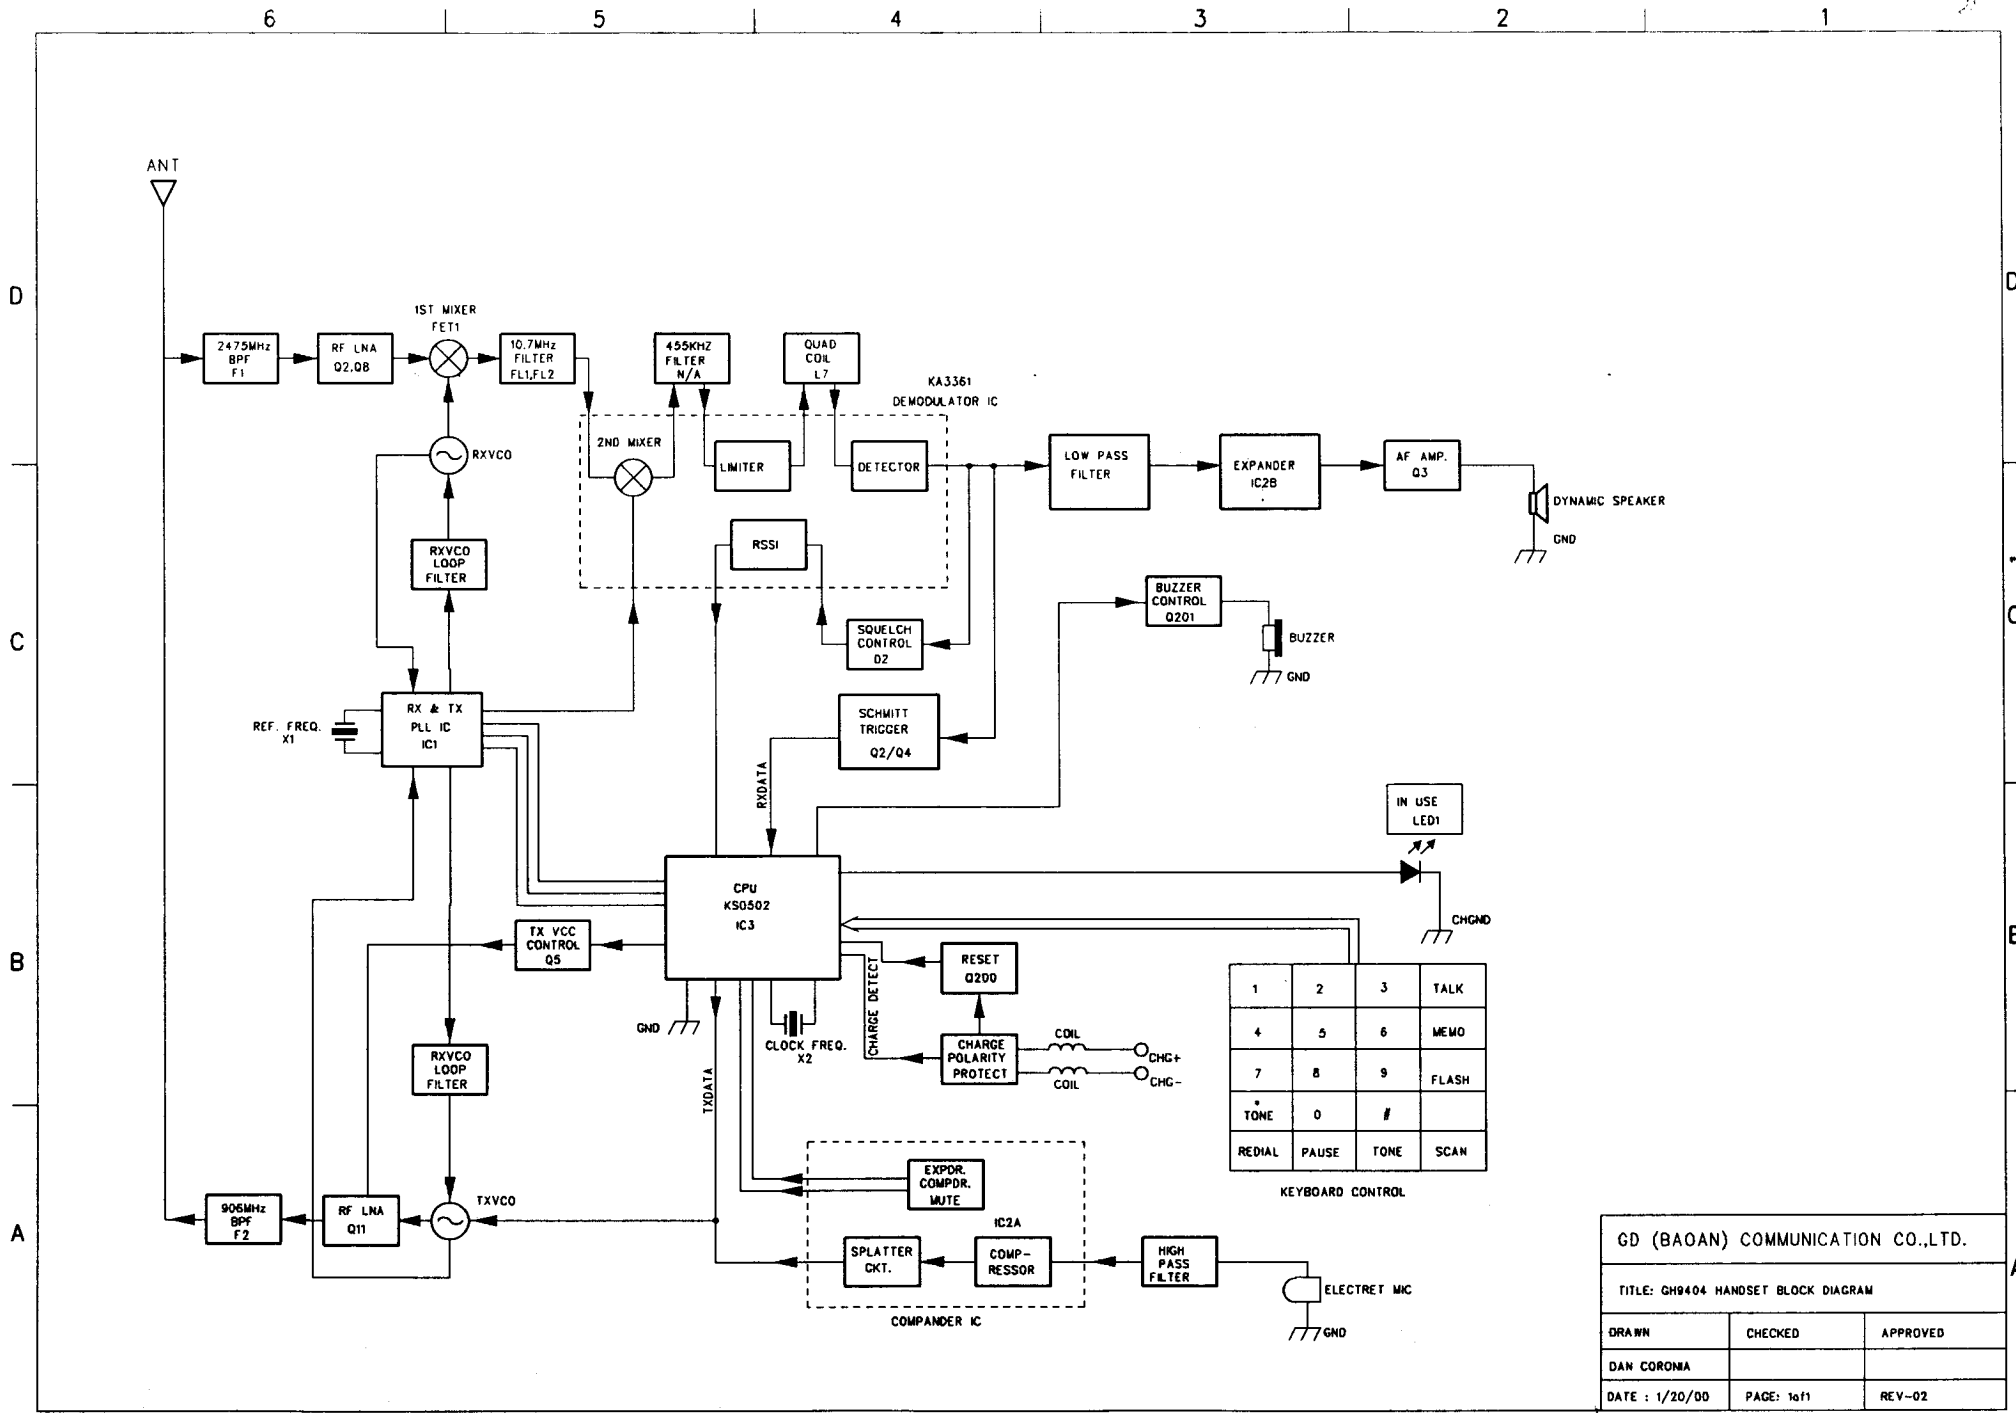 6 5 4 3 2 1
ANT
D
D
1ST MIXER
FET1
2475MHz
BPF
F1
RF LNA
Q2,Q8
10.7MHz
FILTER
FL1,FL2
455KHZ
FILTER
N/A
QUAD
COIL
L7
KA3361
DEMODULATOR IC
2ND MIXER
RXVCO
LIMITER
DETECTOR
LOW PASS
FILTER
EXPANDER
IC2B
AF AMP.
Q3
DYNAMIC SPEAKER
GND
RSSI
RXVCO
LOOP
FILTER
BUZZER
CONTROL
Q201
BUZZER
GND
C
C
SQUELCH
CONTROL
D2
RX & TX
PLL IC
IC1
REF. FREQ.
X1
SCHMITT
TRIGGER
Q2/Q4
RXDATA
IN USE
LED1
CPU
KS0502
IC3
CHGND
B
B
TX VCC
CONTROL
Q5
RESET
Q200
CHARGE DETECT
GND
CLOCK FREQ.
X2
CHARGE
POLARITY
PROTECT
COIL
CHG+
COIL
CHG-
RXVCO
LOOP
FILTER
TXDATA
1 2 3 TALK
4 5 6 MEMO
7 8 9 FLASH
*
TONE 0 #
REDIAL PAUSE TONE SCAN
KEYBOARD CONTROL
EXPDR.
COMPDR.
MUTE
A
A
906MHz
BPF
F2
RF LNA
Q11
TXVCO
IC2A
SPLATTER
CKT.
COMP-
RESSOR
HIGH
PASS
FILTER
ELECTRET MIC
GND
COMPANDER IC
GD (BAOAN) COMMUNICATION CO.,LTD.
TITLE: GH9404 HANDSET BLOCK DIAGRAM
DRAWN CHECKED APPROVED
DAN CORONIA
DATE : 1/20/00 PAGE: 1of1 REV-02